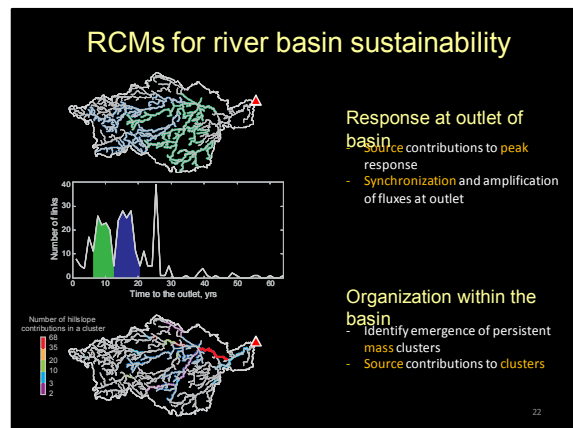 RCMs for river basin sustainability
Response at outlet of
basin
- Source contributions to peak
response
- Synchronization and amplification
of fluxes at outlet
40
30
20
10
0
Number of links
0 10 20 30 40 50 60
Time to the outlet, yrs
Organization within the
basin
- Identify emergence of persistent
mass clusters
- Source contributions to clusters
Number of hillslope
contributions in a cluster
68
35
20
10
3
2
22